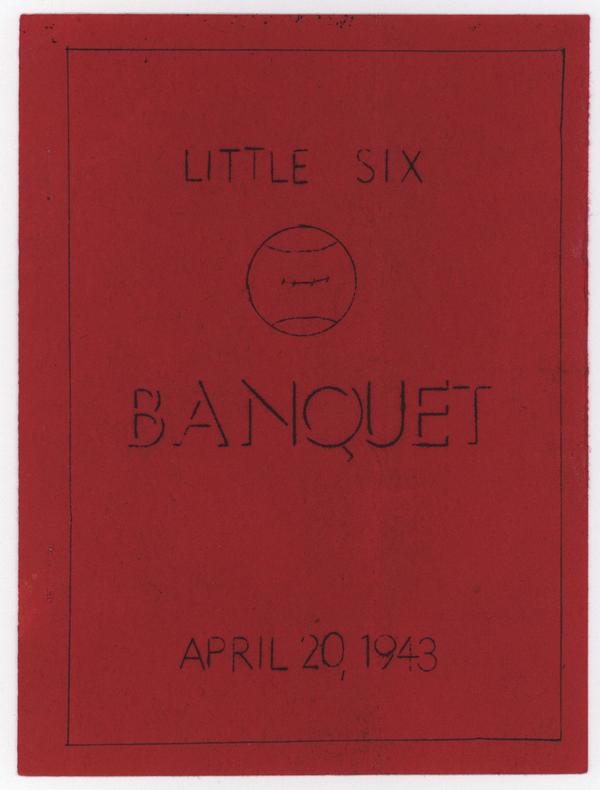 LITTLE SIX
BANQUET
APRIL 20, 1943